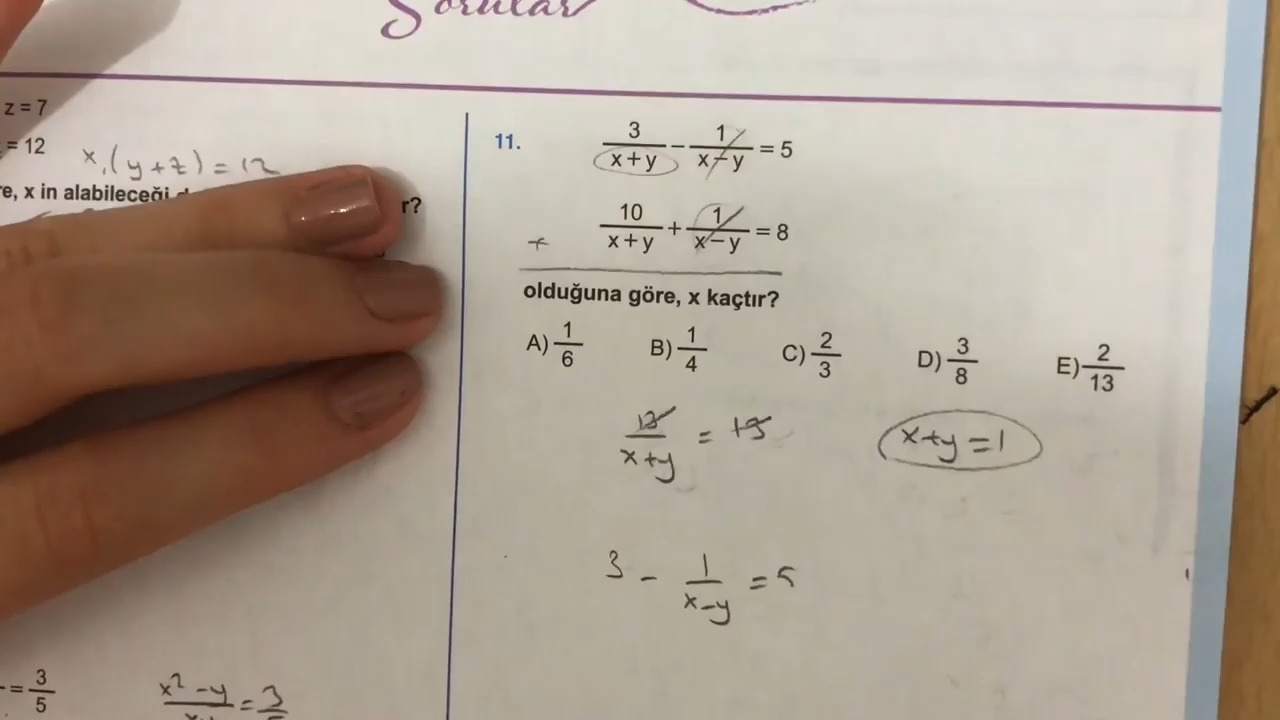 Sorular
z = 7
= 12 x.(y+z) = 12
e, x in alabileceği
r?
11. 3/(x+y) − 1/(x−y) = 5
+ 10/(x+y) + 1/(x−y) = 8
olduğuna göre, x kaçtır?
A) 1/6 B) 1/4 C) 2/3 D) 3/8 E) 2/13
13/(x+y) = 13 x+y=1
3 − 1/(x−y) = 5
= 3/5 x²−y = 3